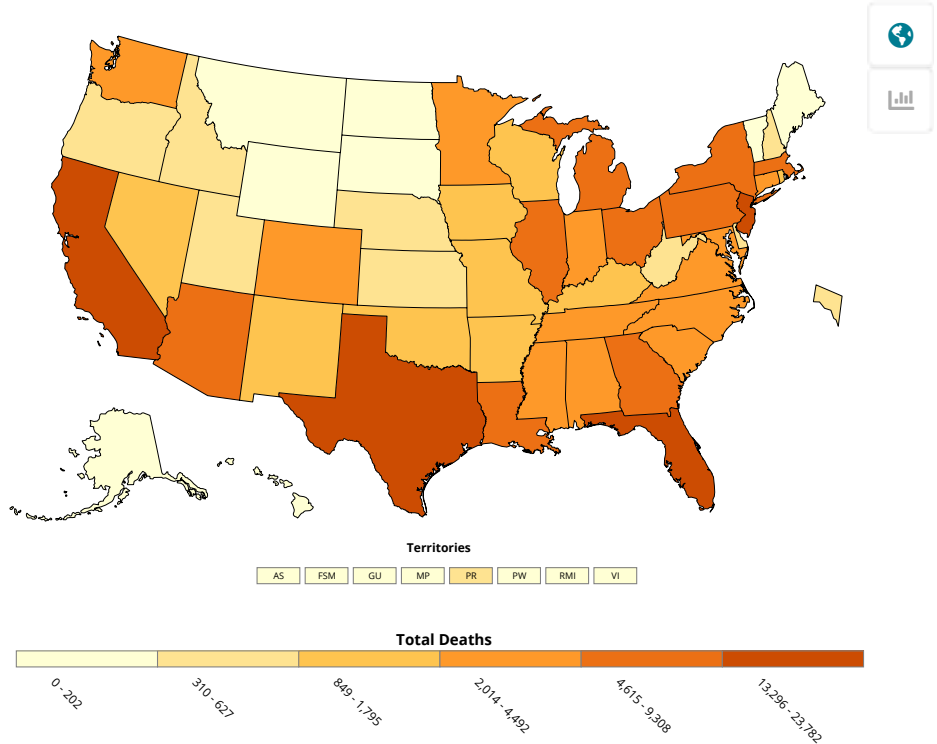 Territories
AS FSM GU MP PR PW RMI VI
Total Deaths
0 - 202
310 - 627
849 - 1,795
2,014 - 4,492
4,615 - 9,308
13,296 - 23,782